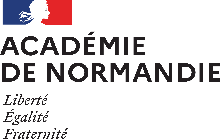 ACADÉMIE
DE NORMANDIE
Liberté
Égalité
Fraternité